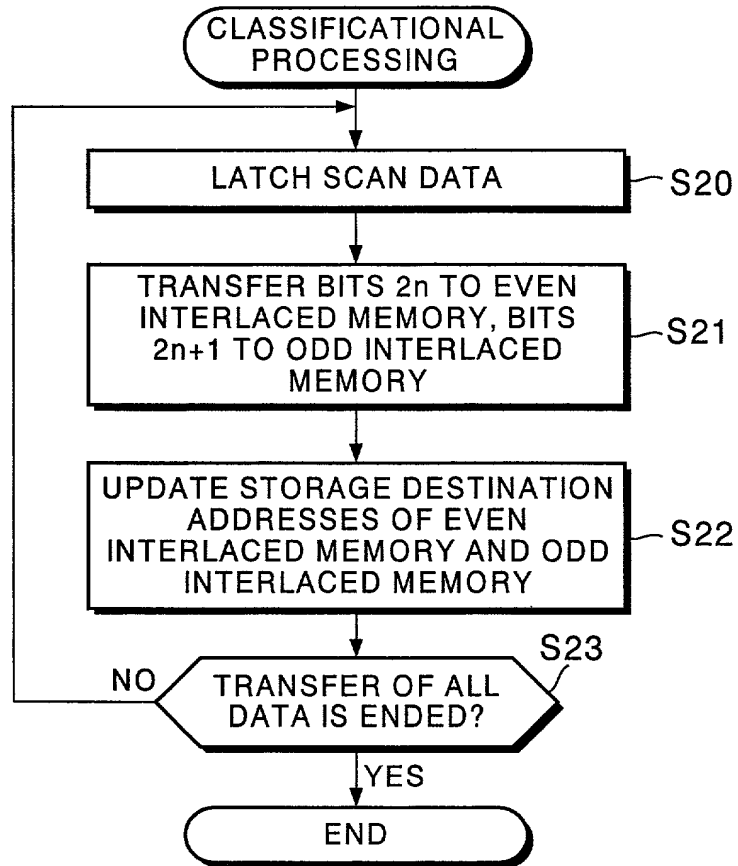 CLASSIFICATIONAL
PROCESSING
LATCH SCAN DATA
S20
TRANSFER BITS 2n TO EVEN
INTERLACED MEMORY, BITS
2n+1 TO ODD INTERLACED
MEMORY
S21
UPDATE STORAGE DESTINATION
ADDRESSES OF EVEN
INTERLACED MEMORY AND ODD
INTERLACED MEMORY
S22
S23
NO
TRANSFER OF ALL
DATA IS ENDED?
YES
END